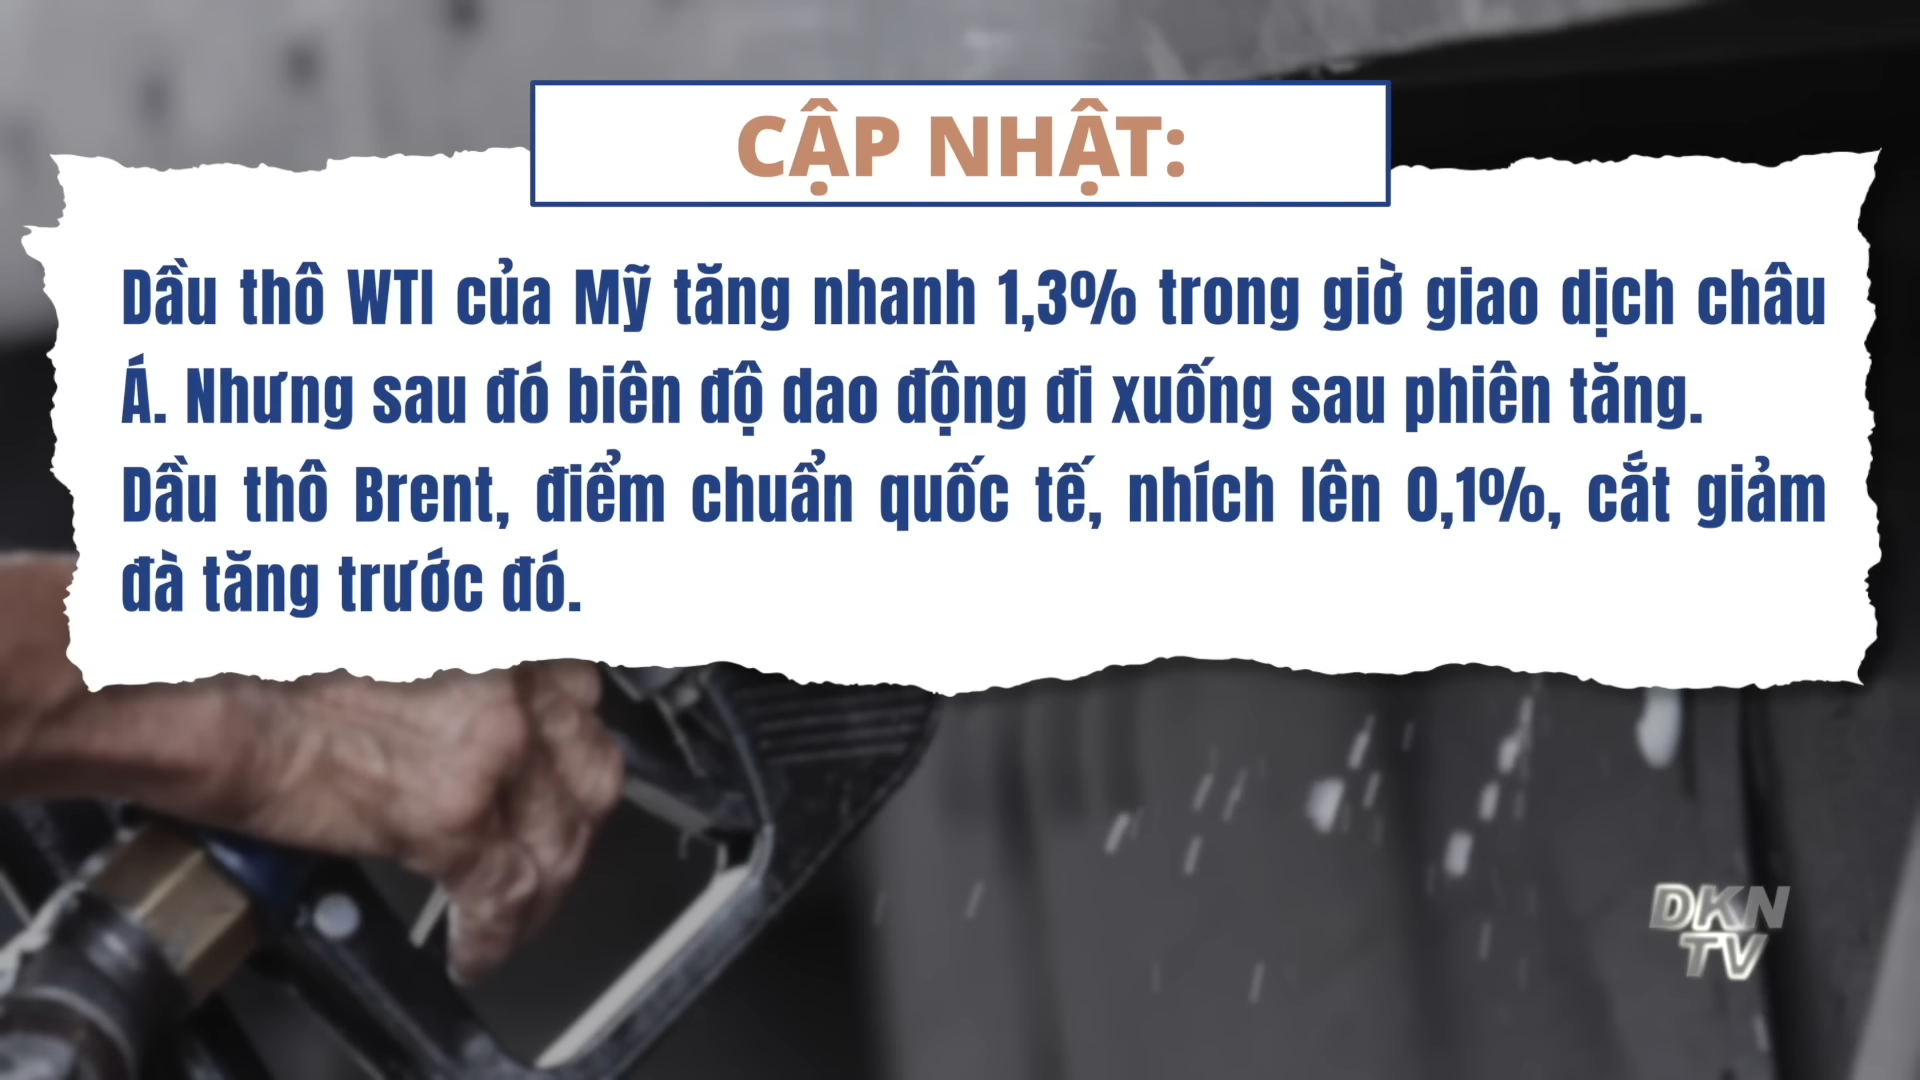 CẬP NHẬT:
Dầu thô WTI của Mỹ tăng nhanh 1,3% trong giờ giao dịch châu
Á. Nhưng sau đó biên độ dao động đi xuống sau phiên tăng.
Dầu thô Brent, điểm chuẩn quốc tế, nhích lên 0,1%, cắt giảm
đà tăng trước đó.
DKN
TV